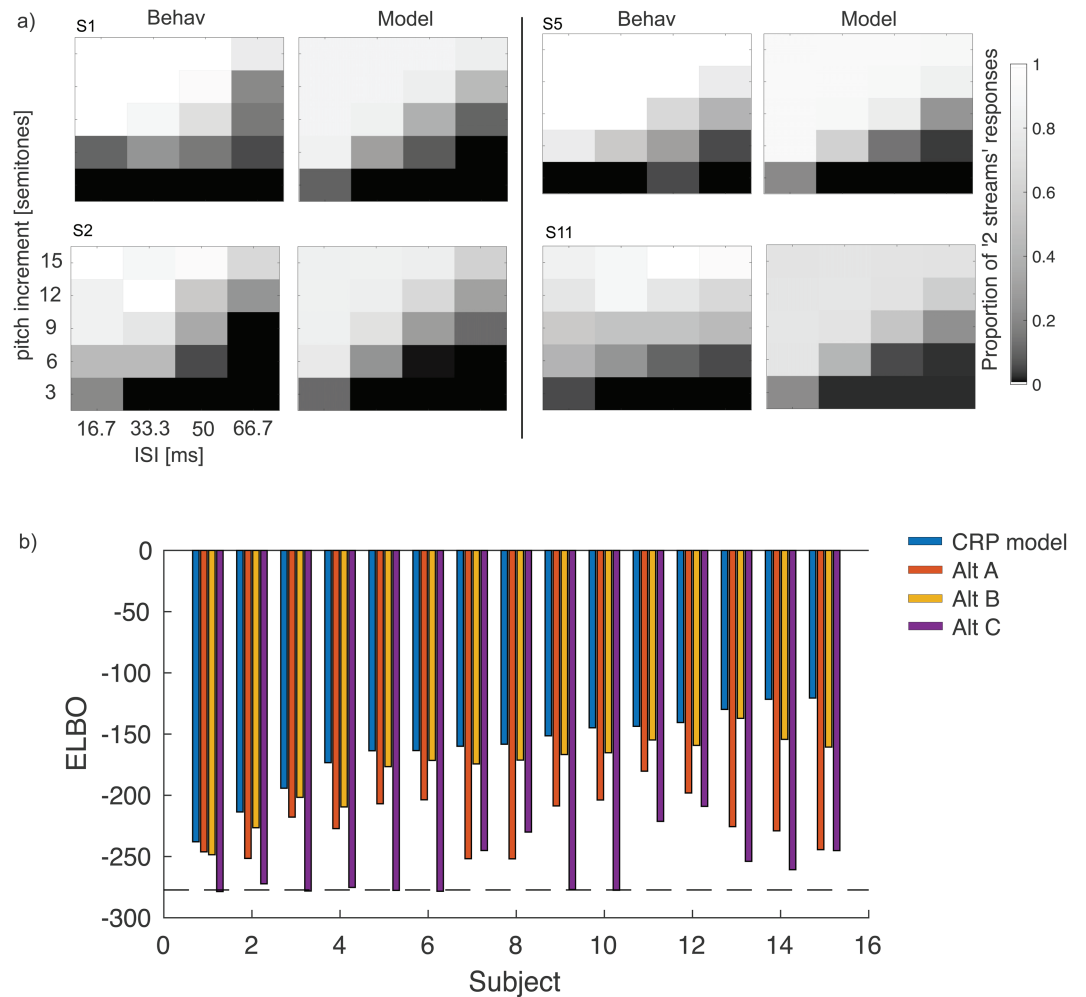 a)
Behav
Model
Behav
Model
S1
S5
S2
S11
pitch increment [semitones]
15
12
9
6
3
16.7 33.3 50 66.7
ISI [ms]
Proportion of '2 streams' responses
1
0.8
0.6
0.4
0.2
0
b)
ELBO
0
-50
-100
-150
-200
-250
-300
0 2 4 6 8 10 12 14 16
Subject
CRP model
Alt A
Alt B
Alt C